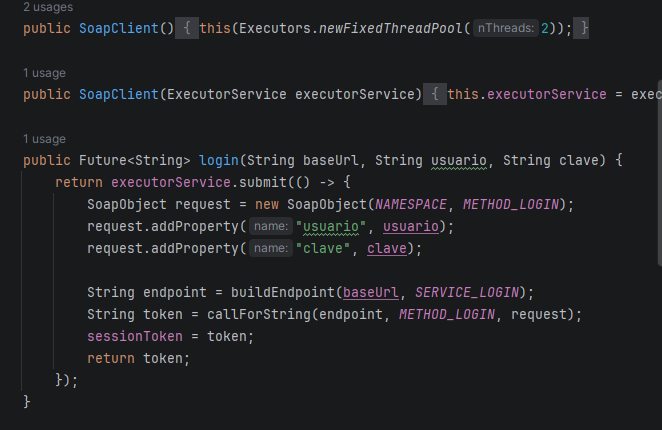 2 usages
public SoapClient() { this(Executors.newFixedThreadPool( nThreads: 2)); }
1 usage
public SoapClient(ExecutorService executorService) { this.executorService = exec
1 usage
public Future<String> login(String baseUrl, String usuario, String clave) {
return executorService.submit(() -> {
SoapObject request = new SoapObject(NAMESPACE, METHOD_LOGIN);
request.addProperty( name: "usuario", usuario);
request.addProperty( name: "clave", clave);
String endpoint = buildEndpoint(baseUrl, SERVICE_LOGIN);
String token = callForString(endpoint, METHOD_LOGIN, request);
sessionToken = token;
return token;
});
}